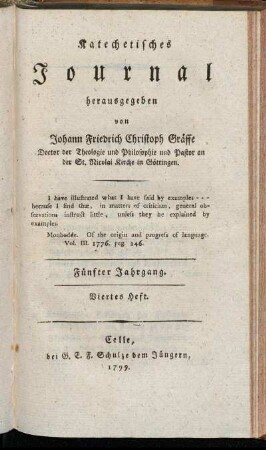 Katechetisches
Journal
herausgegeben
von
Johann Friedrich Christoph Gräffe
Doctor der Theologie und Philosophie und Pastor an
der St. Nicolai Kirche in Göttingen.
I have illustrated what I have said by examples - - -
because I find that, in matters of criticism, general ob-
servations instruct little, unless they be explained by
examples
Monboddo. Of the origin and progress of language.
Vol. III. 1776. pag. 246.
Fünfter Jahrgang.
Viertes Heft.
Celle,
bei G. E. F. Schulze dem Jüngern,
1799.